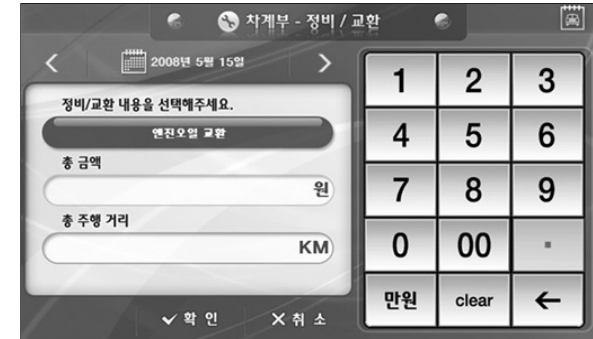 차계부 - 정비 / 교환
2008년 5월 15일
정비/교환 내용을 선택해주세요.
엔진오일 교환
총 금액
원
총 주행 거리
KM
확 인
취 소
1 2 3
4 5 6
7 8 9
0 00 .
만원 clear ←